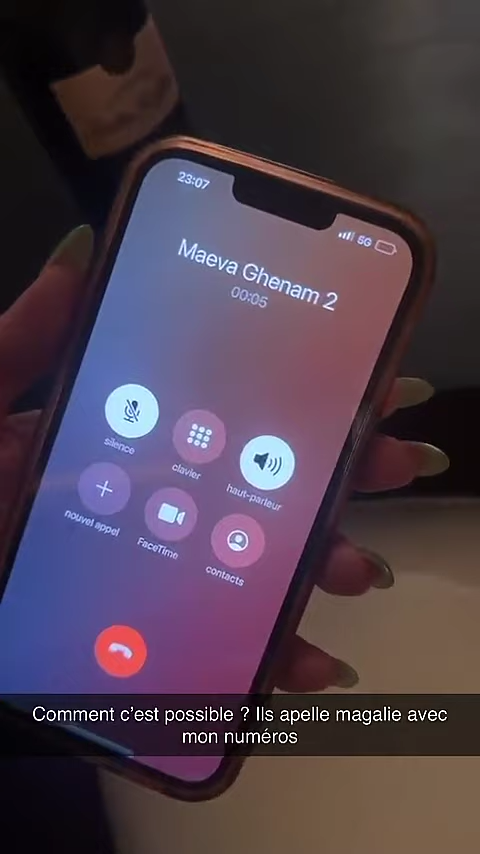 23:07
5G
Maeva Ghenam 2
00:05
silence
clavier
haut-parleur
nouvel appel
FaceTime
contacts
Comment c’est possible ? Ils apelle magalie avec
mon numéros